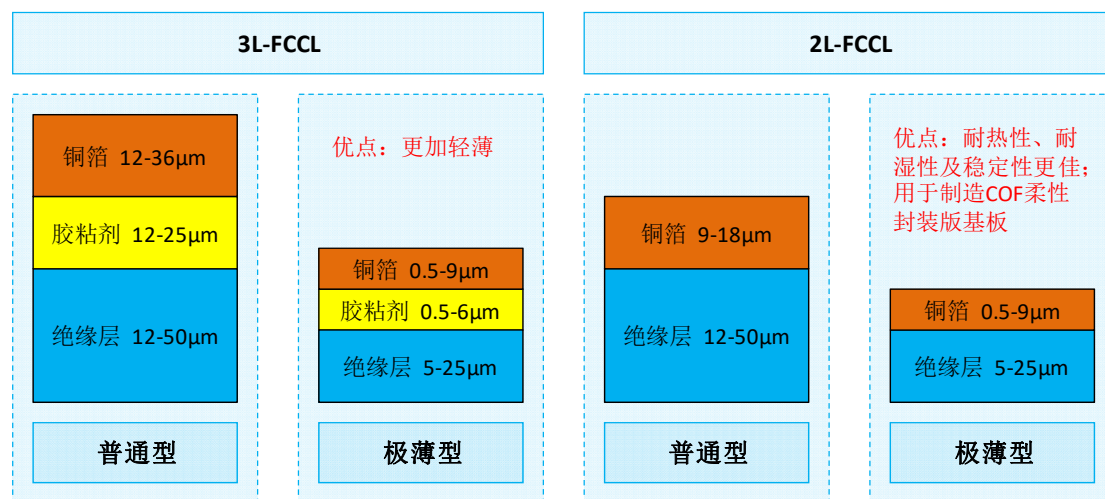 3L-FCCL
铜箔 12-36μm
胶粘剂 12-25μm
绝缘层 12-50μm
普通型
优点：更加轻薄
铜箔 0.5-9μm
胶粘剂 0.5-6μm
绝缘层 5-25μm
极薄型
2L-FCCL
铜箔 9-18μm
绝缘层 12-50μm
普通型
优点：耐热性、耐
湿性及稳定性更佳；
用于制造COF柔性
封装版基板
铜箔 0.5-9μm
绝缘层 5-25μm
极薄型